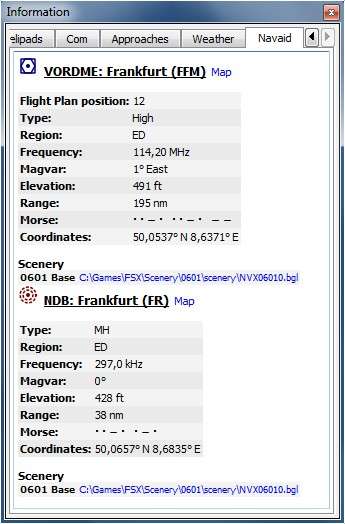 Information
elipads Com Approaches Weather Navaid
VORDME: Frankfurt (FFM) Map
Flight Plan position: 12
Type: High
Region: ED
Frequency: 114,20 MHz
Magvar: 1° East
Elevation: 491 ft
Range: 195 nm
Morse: · · – ·  · · – ·  – –
Coordinates: 50,0537° N 8,6371° E
Scenery
0601 Base C:\Games\FSX\Scenery\0601\scenery\NVX06010.bgl
NDB: Frankfurt (FR) Map
Type: MH
Region: ED
Frequency: 297,0 kHz
Magvar: 0°
Elevation: 428 ft
Range: 38 nm
Morse: · · – ·  · – ·
Coordinates: 50,0657° N 8,6835° E
Scenery
0601 Base C:\Games\FSX\Scenery\0601\scenery\NVX06010.bgl